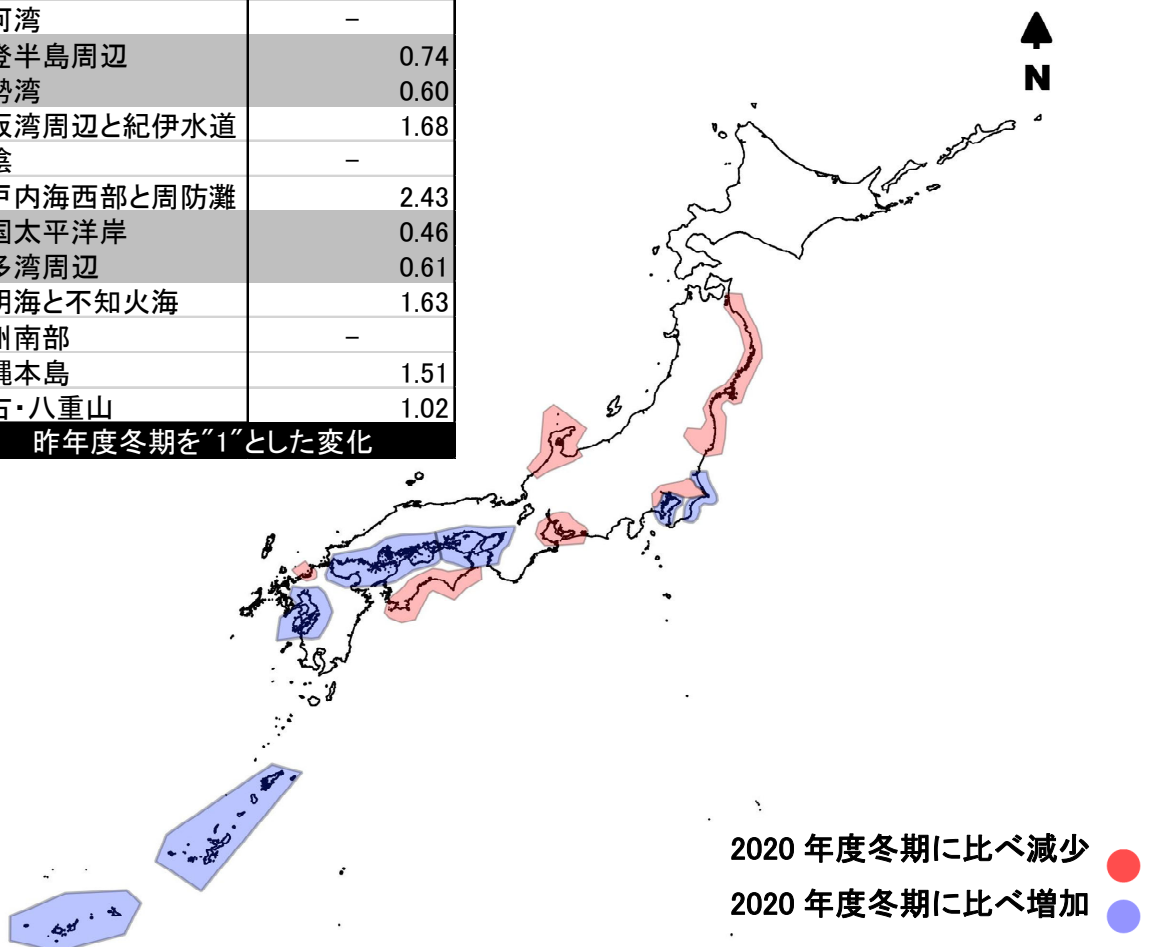 河湾 －
登半島周辺 0.74
勢湾 0.60
阪湾周辺と紀伊水道 1.68
陰 －
戸内海西部と周防灘 2.43
国太平洋岸 0.46
多湾周辺 0.61
明海と不知火海 1.63
州南部 －
縄本島 1.51
古・八重山 1.02
昨年度冬期を"1"とした変化
N
2020 年度冬期に比べ減少
2020 年度冬期に比べ増加